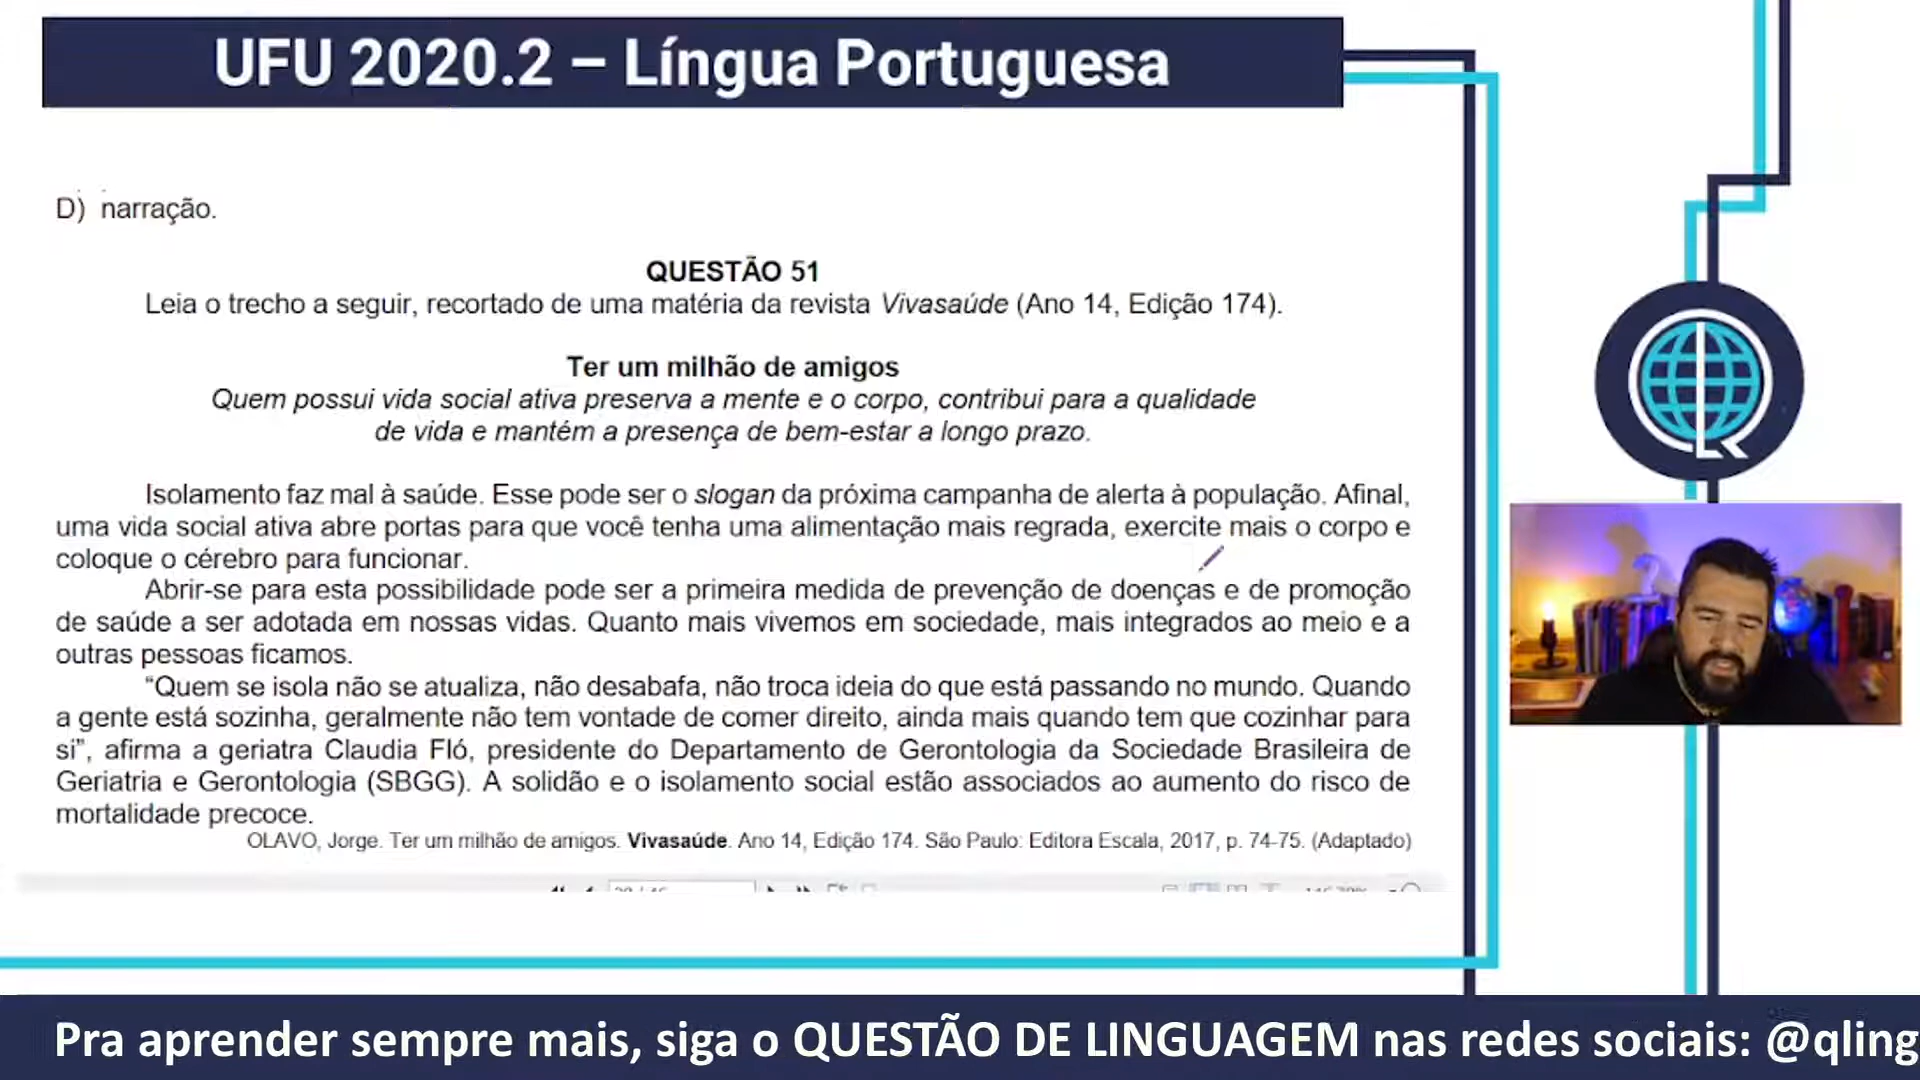 UFU 2020.2 – Língua Portuguesa
D) narração.
QUESTÃO 51
Leia o trecho a seguir, recortado de uma matéria da revista Vivasaúde (Ano 14, Edição 174).
Ter um milhão de amigos
Quem possui vida social ativa preserva a mente e o corpo, contribui para a qualidade
de vida e mantém a presença de bem-estar a longo prazo.
Isolamento faz mal à saúde. Esse pode ser o slogan da próxima campanha de alerta à população. Afinal,
uma vida social ativa abre portas para que você tenha uma alimentação mais regrada, exercite mais o corpo e
coloque o cérebro para funcionar.
Abrir-se para esta possibilidade pode ser a primeira medida de prevenção de doenças e de promoção
de saúde a ser adotada em nossas vidas. Quanto mais vivemos em sociedade, mais integrados ao meio e a
outras pessoas ficamos.
“Quem se isola não se atualiza, não desabafa, não troca ideia do que está passando no mundo. Quando
a gente está sozinha, geralmente não tem vontade de comer direito, ainda mais quando tem que cozinhar para
si”, afirma a geriatra Claudia Fló, presidente do Departamento de Gerontologia da Sociedade Brasileira de
Geriatria e Gerontologia (SBGG). A solidão e o isolamento social estão associados ao aumento do risco de
mortalidade precoce.
OLAVO, Jorge. Ter um milhão de amigos. Vivasaúde. Ano 14, Edição 174. São Paulo: Editora Escala, 2017, p. 74-75. (Adaptado)
Pra aprender sempre mais, siga o QUESTÃO DE LINGUAGEM nas redes sociais: @qling